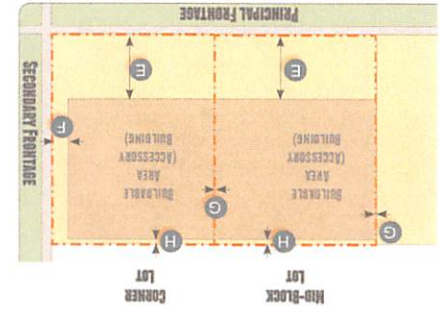 MID-BLOCK
LOT
CORNER
LOT
H
H
G
BUILDABLE
AREA
(ACCESSORY
BUILDING)
G
BUILDABLE
AREA
(ACCESSORY
BUILDING)
F
E
E
SECONDARY FRONTAGE
PRINCIPAL FRONTAGE